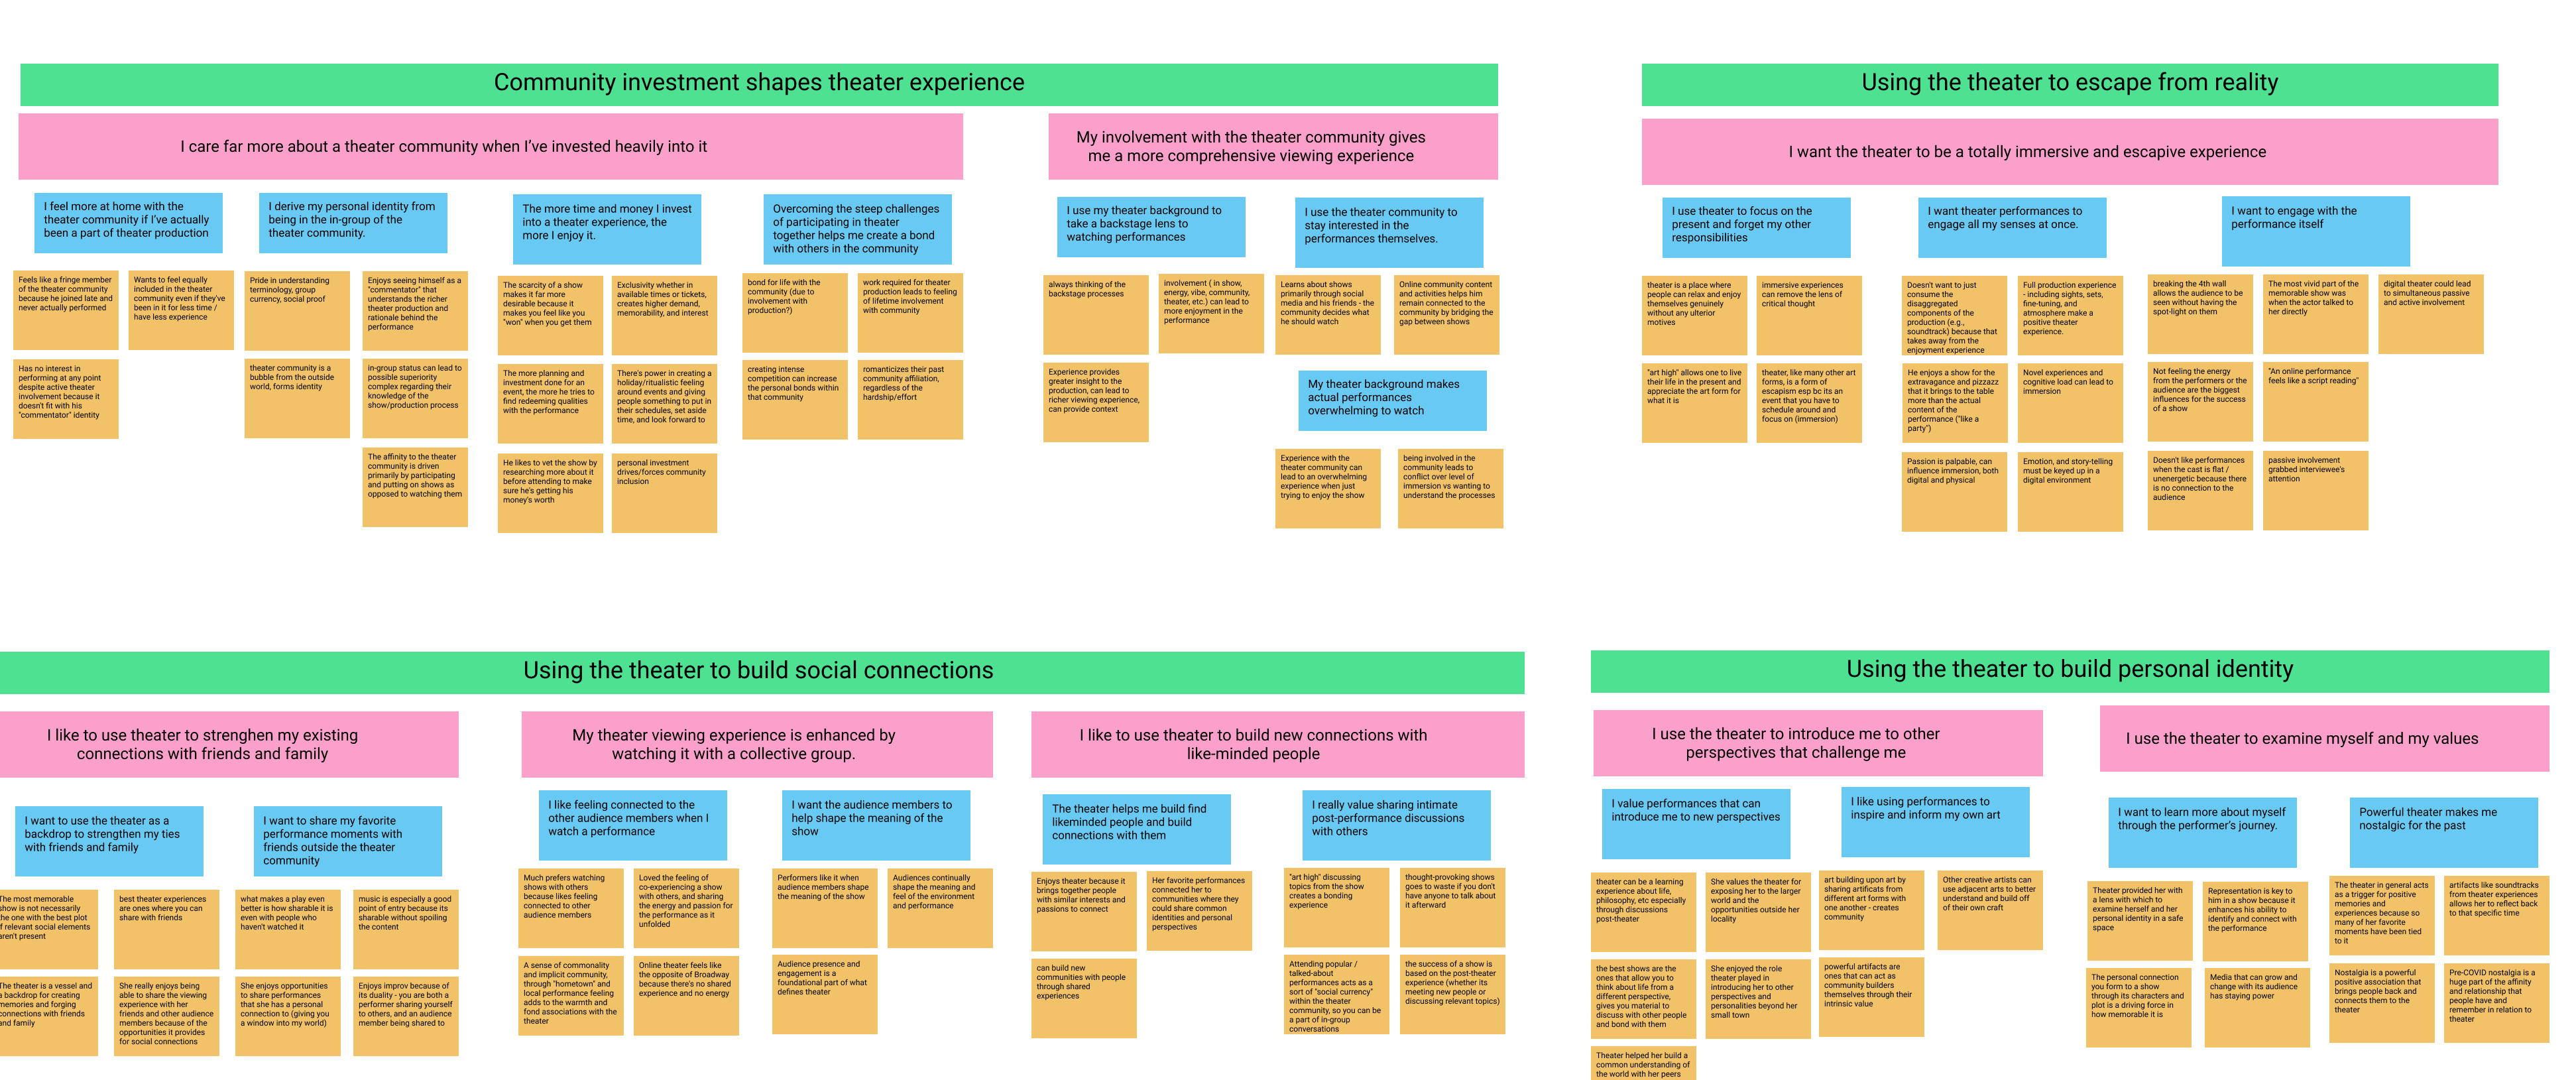 Community investment shapes theater experience
I care far more about a theater community when I've invested heavily into it
I feel more at home with the
theater community if I've actually
been a part of theater production
Feels like a fringe member
of the theater community
because he joined late and
never actually performed
Wants to feel equally
included in the theater
community even if they've
been in it for less time /
have less experience
Has no interest in
performing at any point
despite active theater
involvement because it
doesn't fit with his
"commentator" identity
I derive my personal identity from
being in the in-group of the
theater community.
Pride in understanding
terminology, group
currency, social proof
Enjoys seeing himself as a
"commentator" that
understands the richer
theater production and
rationale behind the
performance
theater community is a
bubble from the outside
world, forms identity
in-group status can lead to
possible superiority
complex regarding their
knowledge of the
show/production process
The affinity to the theater
community is driven
primarily by participating
and putting on shows as
opposed to watching them
The more time and money I invest
into a theater experience, the
more I enjoy it.
The scarcity of a show
makes it far more
desirable because it
makes you feel like you
"won" when you get them
Exclusivity whether in
available times or tickets,
creates higher demand,
memorability, and interest
The more planning and
investment done for an
event, the more he tries to
find redeeming qualities
with the performance
There's power in creating a
holiday/ritualistic feeling
around events and giving
people something to put in
their schedules, set aside
time, and look forward to
He likes to vet the show by
researching more about it
before attending to make
sure he's getting his
money's worth
personal investment
drives/forces community
inclusion
Overcoming the steep challenges
of participating in theater
together helps me create a bond
with others in the community
bond for life with the
community (due to
involvement with
production?)
work required for theater
production leads to feeling
of lifetime involvement
with community
creating intense
competition can increase
the personal bonds within
that community
romanticizes their past
community affiliation,
regardless of the
hardship/effort
My involvement with the theater community gives
me a more comprehensive viewing experience
I use my theater background to
take a backstage lens to
watching performances
always thinking of the
backstage processes
involvement ( in show,
energy, vibe, community,
theater, etc.) can lead to
more enjoyment in the
performance
Experience provides
greater insight to the
production, can lead to
richer viewing experience,
can provide context
I use the theater community to
stay interested in the
performances themselves.
Learns about shows
primarily through social
media and his friends - the
community decides what
he should watch
Online community content
and activities helps him
remain connected to the
community by bridging the
gap between shows
My theater background makes
actual performances
overwhelming to watch
Experience with the
theater community can
lead to an overwhelming
experience when just
trying to enjoy the show
being involved in the
community leads to
conflict over level of
immersion vs wanting to
understand the processes
Using the theater to escape from reality
I want the theater to be a totally immersive and escapive experience
I use theater to focus on the
present and forget my other
responsibilities
theater is a place where
people can relax and enjoy
themselves genuinely
without any ulterior
motives
immersive experiences
can remove the lens of
critical thought
"art high" allows one to live
their life in the present and
appreciate the art form for
what it is
theater, like many other art
forms, is a form of
escapism esp bc its an
event that you have to
schedule around and
focus on (immersion)
I want theater performances to
engage all my senses at once.
Doesn't want to just
consume the
disaggregated
components of the
production (e.g.,
soundtrack) because that
takes away from the
enjoyment experience
Full production experience
- including sights, sets,
fine-tuning, and
atmosphere make a
positive theater
experience.
He enjoys a show for the
extravagance and pizzazz
that it brings to the table
more than the actual
content of the
performance ("like a
party")
Novel experiences and
cognitive load can lead to
immersion
Passion is palpable, can
influence immersion, both
digital and physical
Emotion, and story-telling
must be keyed up in a
digital environment
I want to engage with the
performance itself
breaking the 4th wall
allows the audience to be
seen without having the
spot-light on them
The most vivid part of the
memorable show was
when the actor talked to
her directly
digital theater could lead
to simultaneous passive
and active involvement
Not feeling the energy
from the performers or the
audience are the biggest
influences for the success
of a show
"An online performance
feels like a script reading"
Doesn't like performances
when the cast is flat /
unenergetic because there
is no connection to the
audience
passive involvement
grabbed interviewee's
attention
Using the theater to build social connections
I like to use theater to strenghen my existing
connections with friends and family
I want to use the theater as a
backdrop to strengthen my ties
with friends and family
The most memorable
show is not necessarily
the one with the best plot
if relevant social elements
aren't present
best theater experiences
are ones where you can
share with friends
The theater is a vessel and
a backdrop for creating
memories and forging
connections with friends
and family
She really enjoys being
able to share the viewing
experience with her
friends and other audience
members because of the
opportunities it provides
for social connections
I want to share my favorite
performance moments with
friends outside the theater
community
what makes a play even
better is how sharable it is
even with people who
haven't watched it
music is especially a good
point of entry because its
sharable without spoiling
the content
She enjoys opportunities
to share performances
that she has a personal
connection to (giving you
a window into my world)
Enjoys improv because of
its duality - you are both a
performer sharing yourself
to others, and an audience
member being shared to
My theater viewing experience is enhanced by
watching it with a collective group.
I like feeling connected to the
other audience members when I
watch a performance
Much prefers watching
shows with others
because likes feeling
connected to other
audience members
Loved the feeling of
co-experiencing a show
with others, and sharing
the energy and passion for
the performance as it
unfolded
A sense of commonality
and implicit community,
through "hometown" and
local performance feeling
adds to the warmth and
fond associations with the
theater
Online theater feels like
the opposite of Broadway
because there's no shared
experience and no energy
I want the audience members to
help shape the meaning of the
show
Performers like it when
audience members shape
the meaning of the show
Audiences continually
shape the meaning and
feel of the environment
and performance
Audience presence and
engagement is a
foundational part of what
defines theater
I like to use theater to build new connections with
like-minded people
The theater helps me build find
likeminded people and build
connections with them
Enjoys theater because it
brings together people
with similar interests and
passions to connect
Her favorite performances
connected her to
communities where they
could share common
identities and personal
perspectives
can build new
communities with people
through shared
experiences
I really value sharing intimate
post-performance discussions
with others
"art high" discussing
topics from the show
creates a bonding
experience
thought-provoking shows
goes to waste if you don't
have anyone to talk about
it afterward
Attending popular /
talked-about
performances acts as a
sort of "social currency"
within the theater
community, so you can be
a part of in-group
conversations
the success of a show is
based on the post-theater
experience (whether its
meeting new people or
discussing relevant topics)
Using the theater to build personal identity
I use the theater to introduce me to other
perspectives that challenge me
I value performances that can
introduce me to new perspectives
theater can be a learning
experience about life,
philosophy, etc especially
through discussions
post-theater
She values the theater for
exposing her to the larger
world and the
opportunities outside her
locality
the best shows are the
ones that allow you to
think about life from a
different perspective,
gives you material to
discuss with other people
and bond with them
She enjoyed the role
theater played in
introducing her to other
perspectives and
personalities beyond her
small town
Theater helped her build a
common understanding of
the world with her peers
I like using performances to
inspire and inform my own art
art building upon art by
sharing artificats from
different art forms with
one another - creates
community
Other creative artists can
use adjacent arts to better
understand and build off
of their own craft
powerful artifacts are
ones that can act as
community builders
themselves through their
intrinsic value
I use the theater to examine myself and my values
I want to learn more about myself
through the performer's journey.
Theater provided her with
a lens with which to
examine herself and her
personal identity in a safe
space
Representation is key to
him in a show because it
enhances his ability to
identify and connect with
the performance
The personal connection
you form to a show
through its characters and
plot is a driving force in
how memorable it is
Media that can grow and
change with its audience
has staying power
Powerful theater makes me
nostalgic for the past
The theater in general acts
as a trigger for positive
memories and
experiences because so
many of her favorite
moments have been tied
to it
artifacts like soundtracks
from theater experiences
allows her to reflect back
to that specific time
Nostalgia is a powerful
positive association that
brings people back and
connects them to the
theater
Pre-COVID nostalgia is a
huge part of the affinity
and relationship that
people have and
remember in relation to
theater